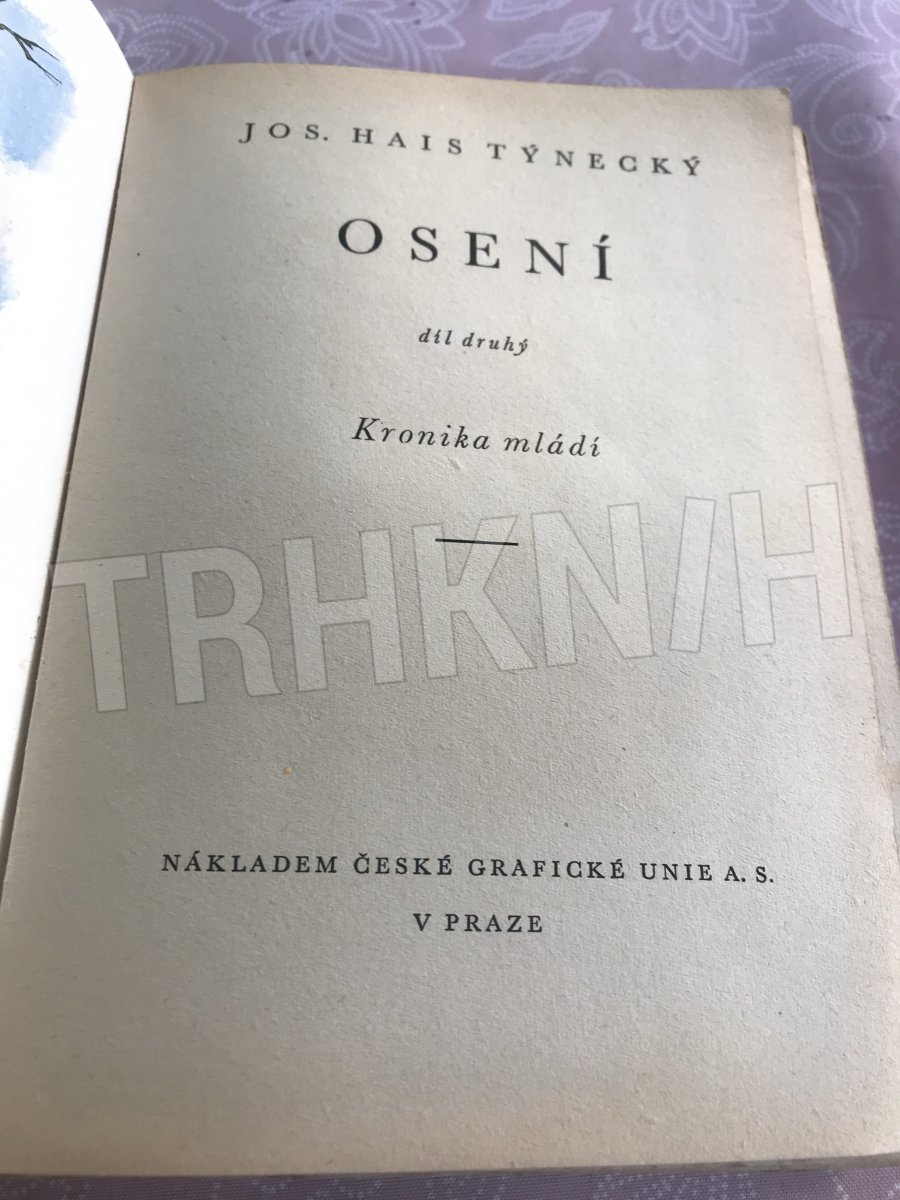 JOS. HAIS TÝNECKÝ
OSENÍ
díl druhý
Kronika mládí
TRHKNIH
NÁKLADEM ČESKÉ GRAFICKÉ UNIE A. S.
V PRAZE